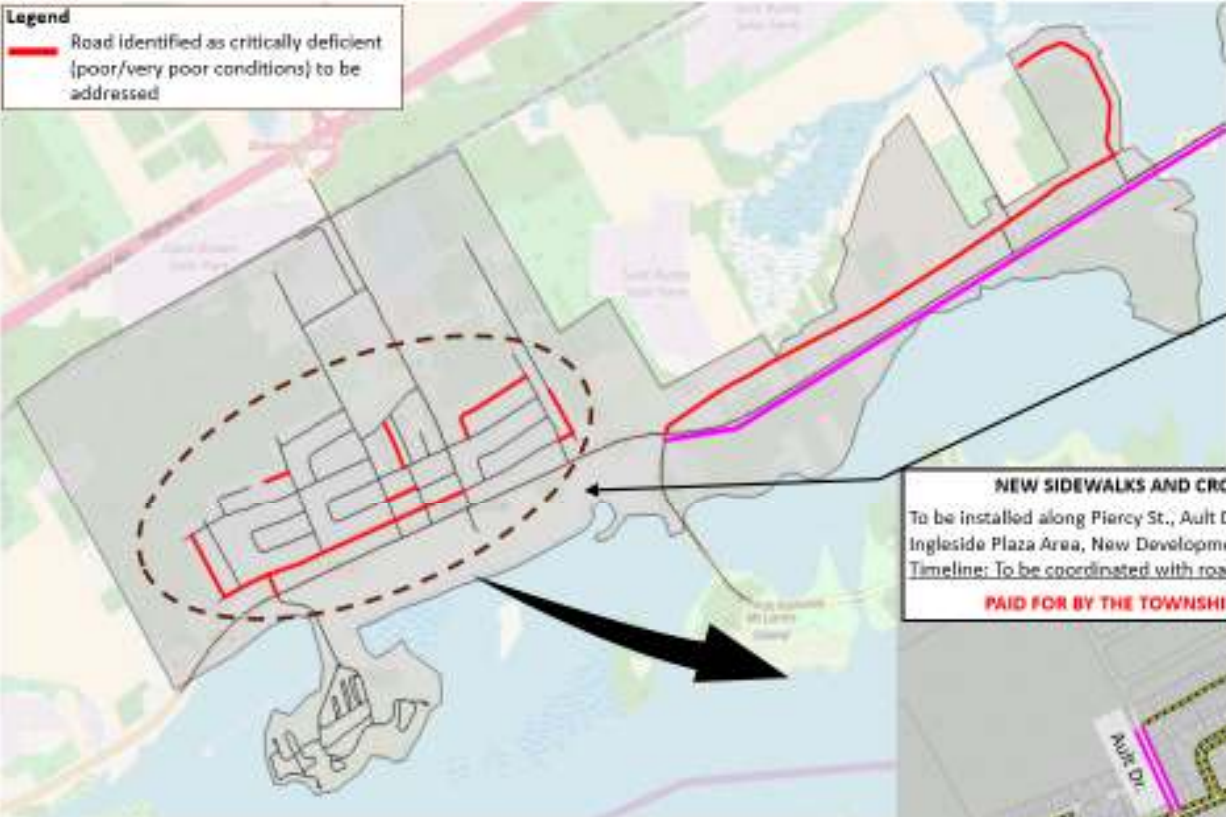 Legend
Road identified as critically deficient
(poor/very poor conditions) to be
addressed
NEW SIDEWALKS AND CRO
To be installed along Piercy St., Ault D
Ingleside Plaza Area, New Developme
Timeline: To be coordinated with roa
PAID FOR BY THE TOWNSHI
Ault Dr.